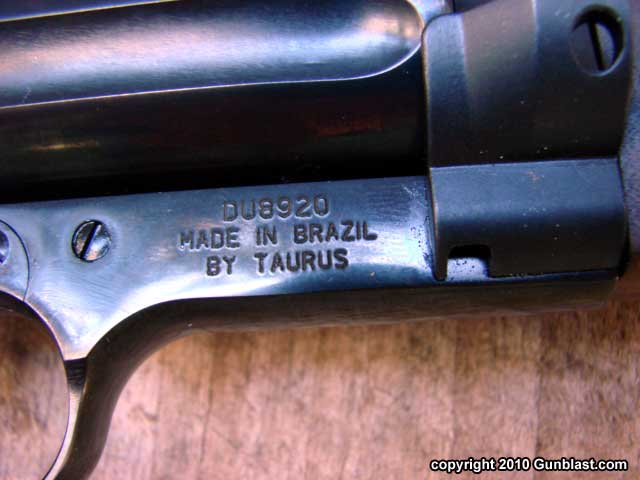 DU8920
MADE IN BRAZIL
BY TAURUS
copyright 2010 Gunblast.com